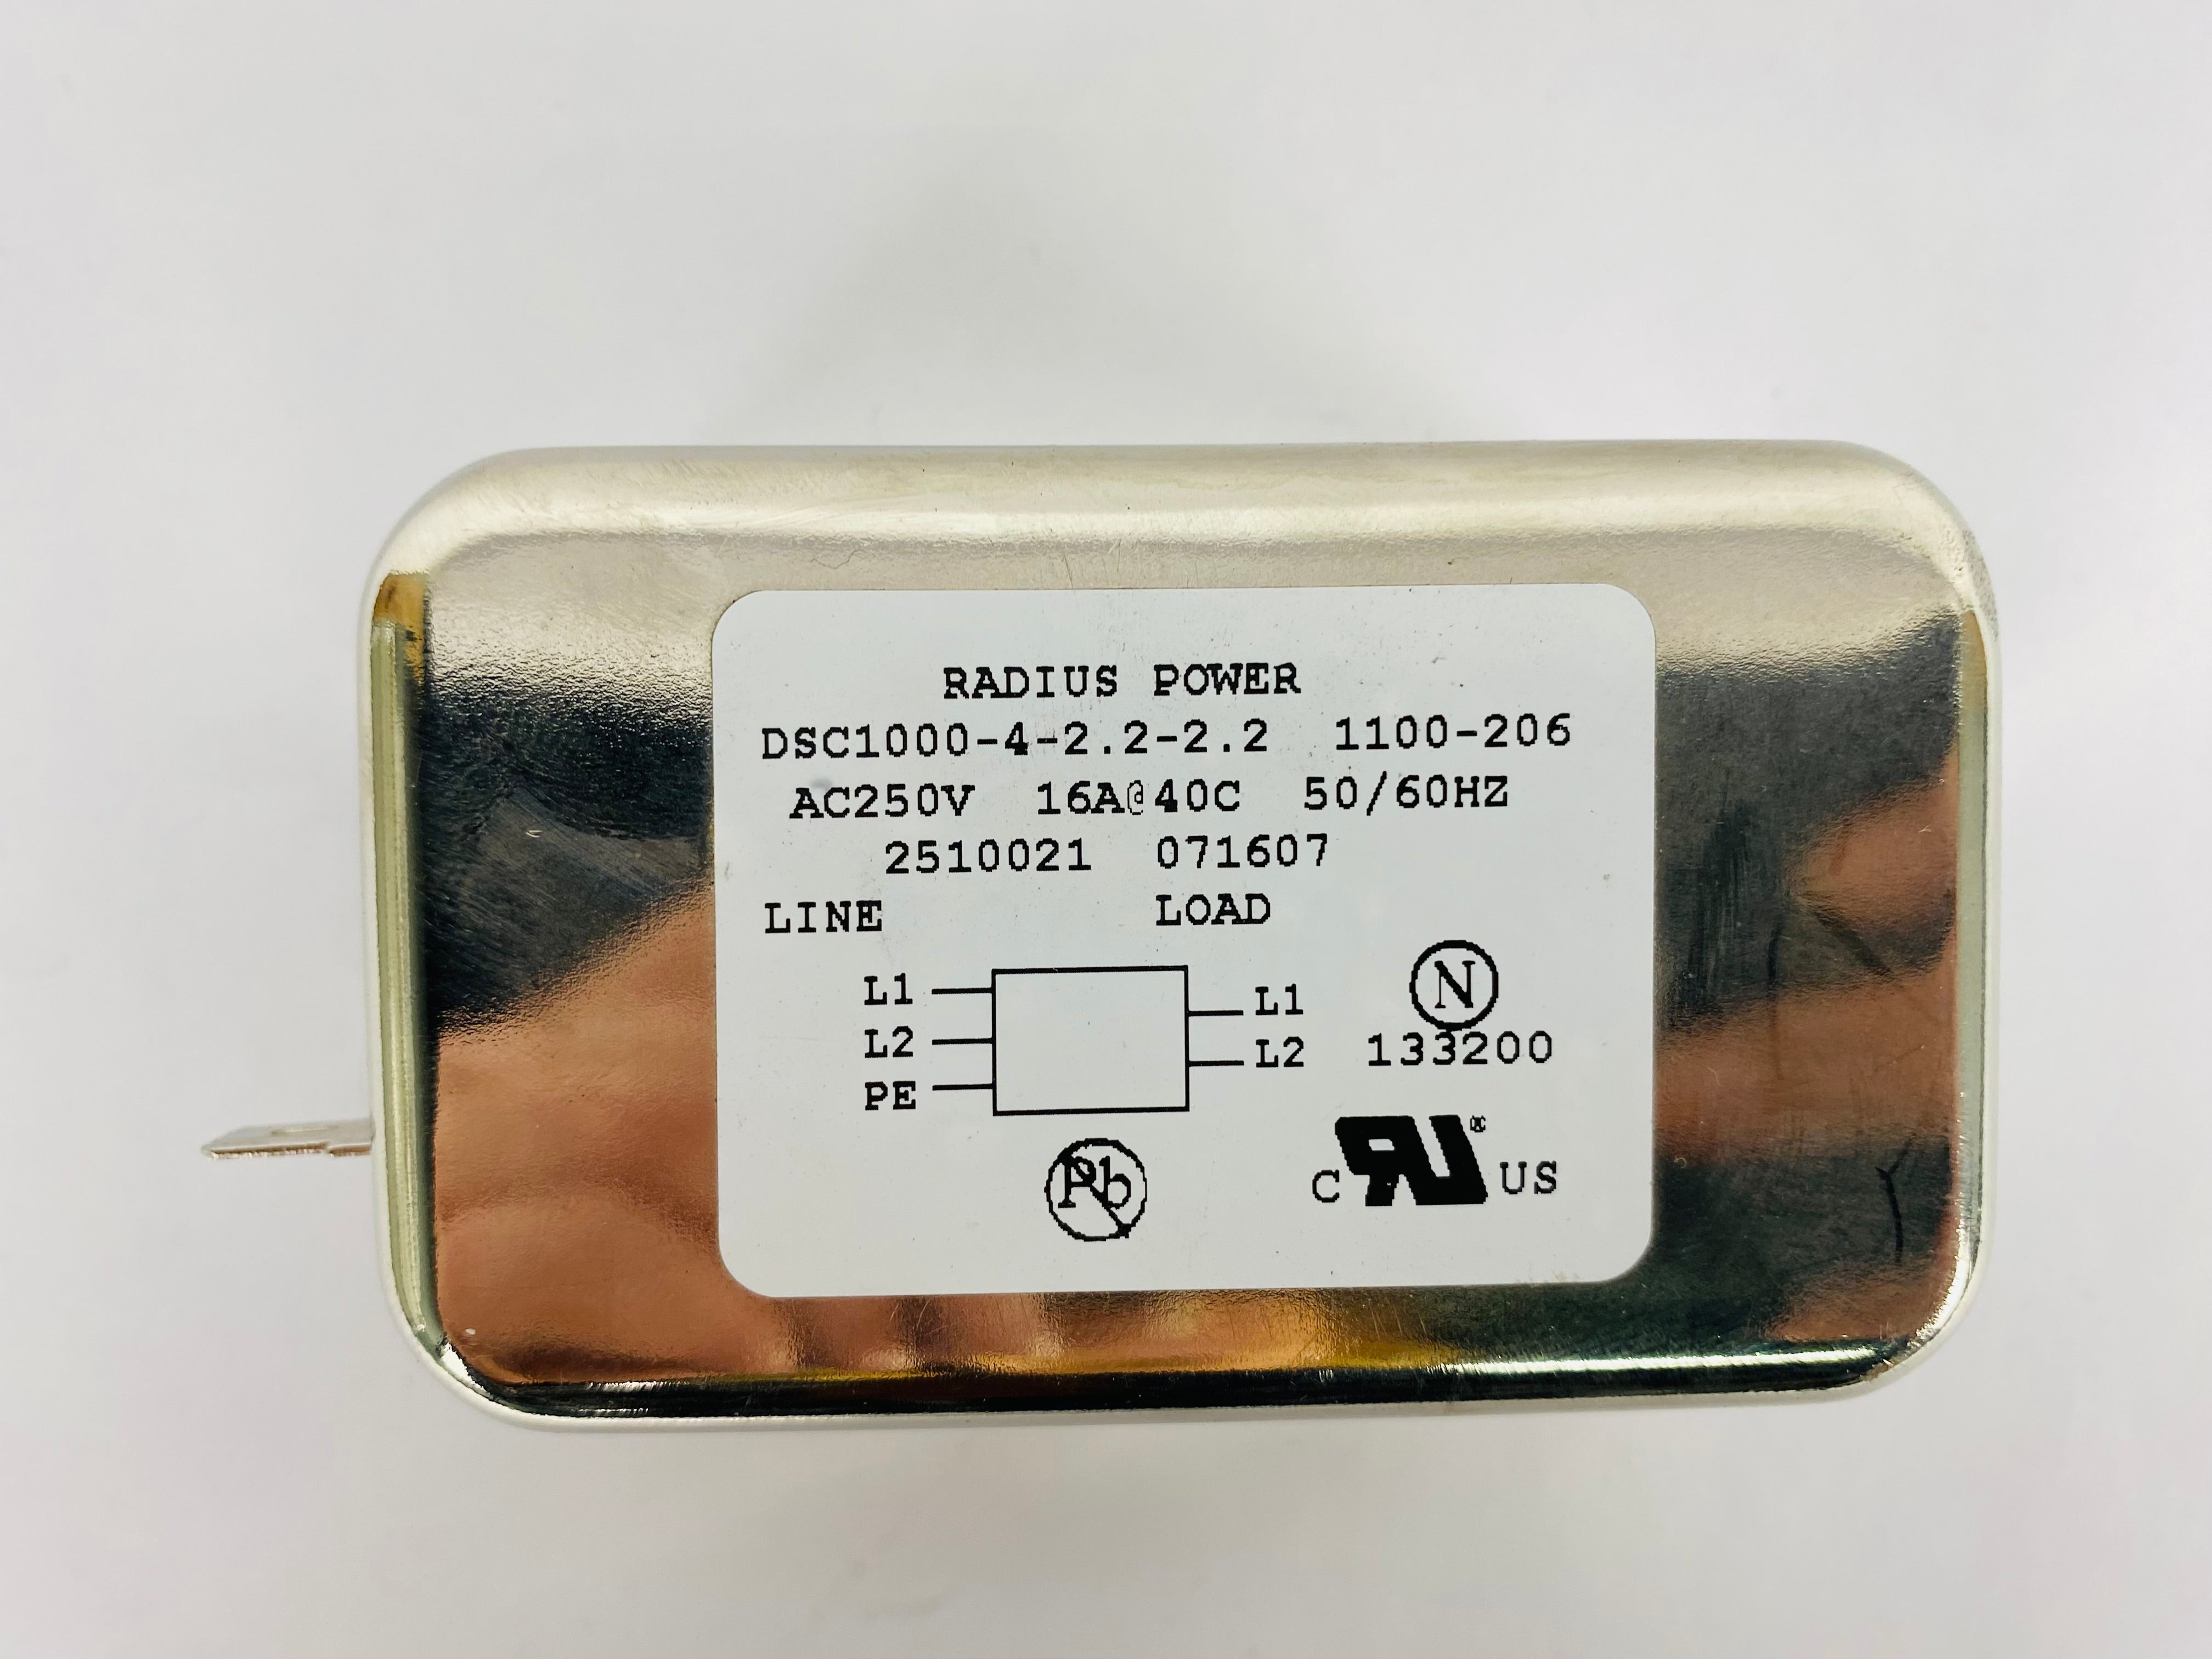 RADIUS POWER
DSC1000-4-2.2-2.2 1100-206
AC250V 16A@40C 50/60HZ
2510021 071607
LINE LOAD
L1 L1 N
L2 L2 133200
PE
Pb C RU® US